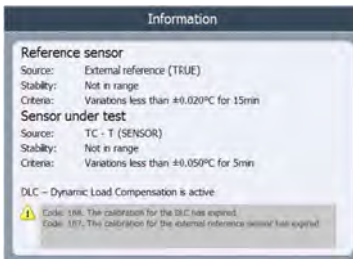 Information
Reference sensor
Source: External reference (TRUE)
Stability: Not in range
Criteria: Variations less than ±0.020°C for 15min
Sensor under test
Source: TC - T (SENSOR)
Stability: Not in range
Criteria: Variations less than ±0.050°C for 5min
DLC – Dynamic Load Compensation is active
Code: 188. The calibration for the DLC has expired
Code: 187. The calibration for the external reference sensor has expired